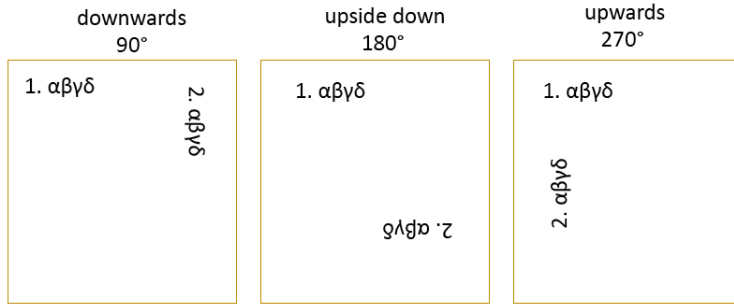 downwards
90°
1. αβγδ
2. αβγδ
upside down
180°
1. αβγδ
2. αβγδ
upwards
270°
1. αβγδ
2. αβγδ